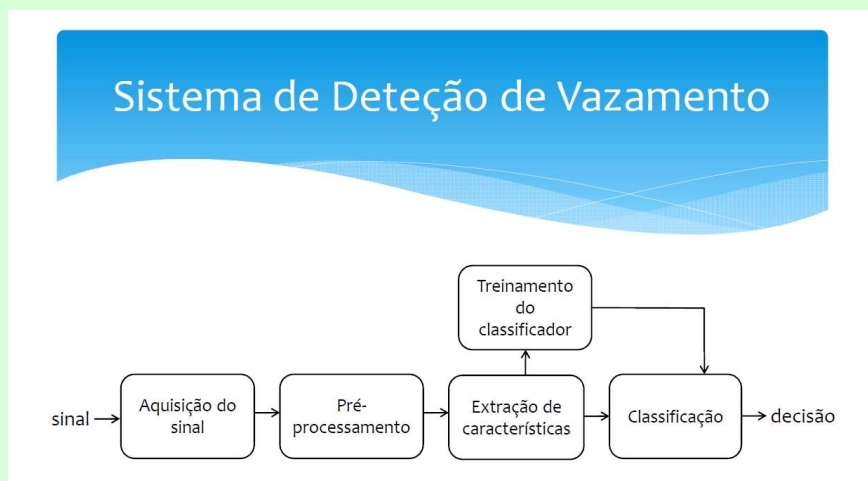 Sistema de Deteção de Vazamento
Treinamento
do
classificador
sinal
Aquisição do
sinal
Pré-
processamento
Extração de
características
Classificação
decisão